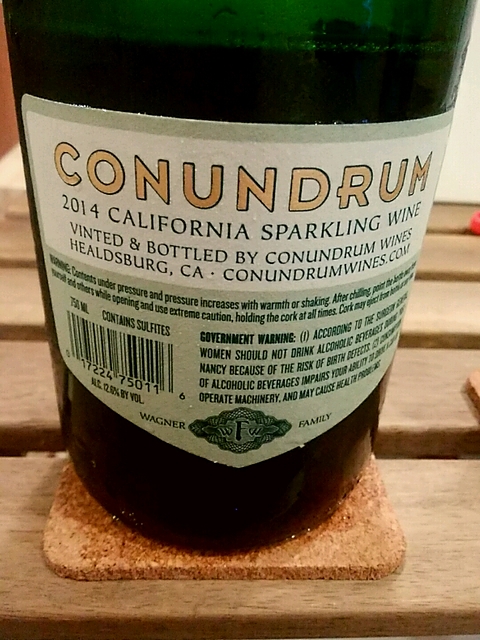 CONUNDRUM
2014 CALIFORNIA SPARKLING WINE
VINTED & BOTTLED BY CONUNDRUM WINES
HEALDSBURG, CA · CONUNDRUMWINES.COM
WARNING: Contents under pressure and pressure increases with warmth or shaking. After chilling, point the bottle away
yourself and others while opening and use extreme caution, holding the cork at all times. Cork may eject from bottle
750 ML CONTAINS SULFITES
0 17224 75011 6
ALC. 12.6% BY VOL.
GOVERNMENT WARNING: (1) ACCORDING TO THE SURGEON
WOMEN SHOULD NOT DRINK ALCOHOLIC BEVERAGES DURING
NANCY BECAUSE OF THE RISK OF BIRTH DEFECTS. (2) CONSUMPTION
OF ALCOHOLIC BEVERAGES IMPAIRS YOUR ABILITY TO DRIVE
OPERATE MACHINERY, AND MAY CAUSE HEALTH PROBLEMS.
WAGNER WFW FAMILY